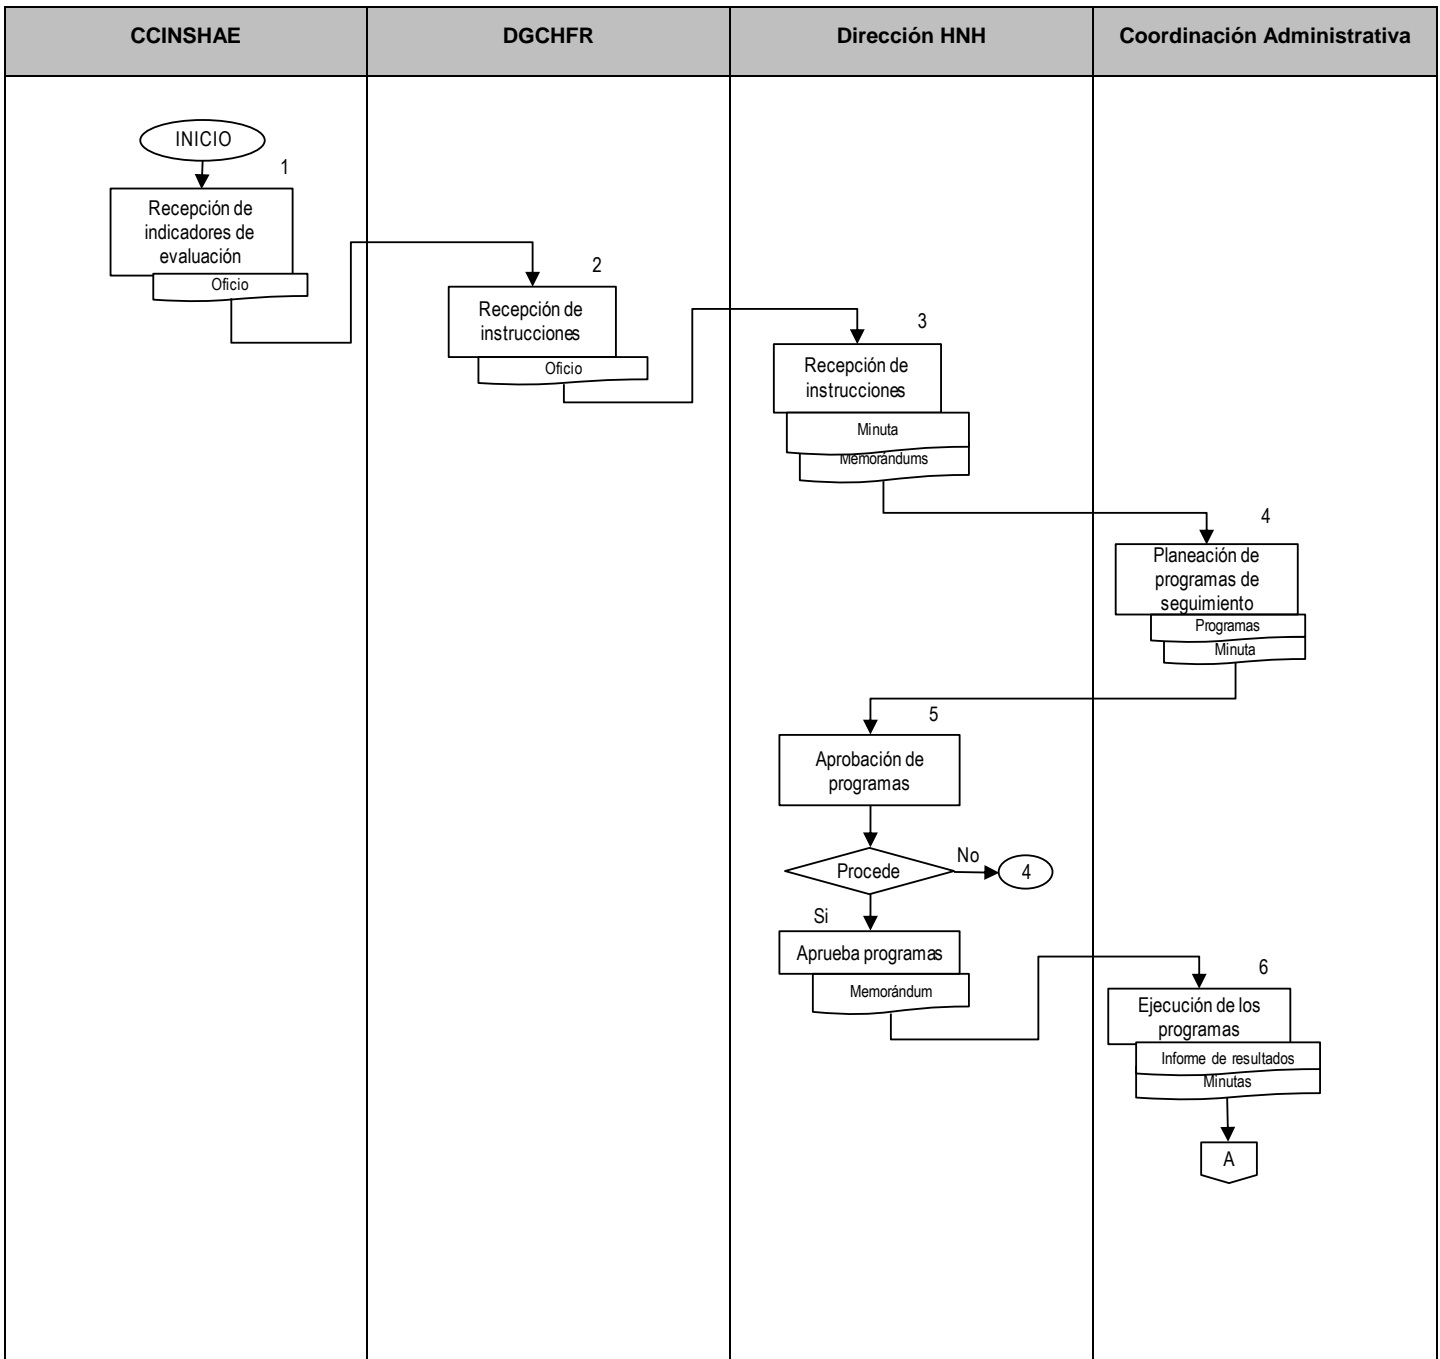 CCINSHAE
DGCHFR
Dirección HNH
Coordinación Administrativa
INICIO
1
Recepción de
indicadores de
evaluación
Oficio
2
Recepción de
instrucciones
Oficio
3
Recepción de
instrucciones
Minuta
Memorándums
4
Planeación de
programas de
seguimiento
Programas
Minuta
5
Aprobación de
programas
Procede
No
4
Si
Aprueba programas
Memorándum
6
Ejecución de los
programas
Informe de resultados
Minutas
A